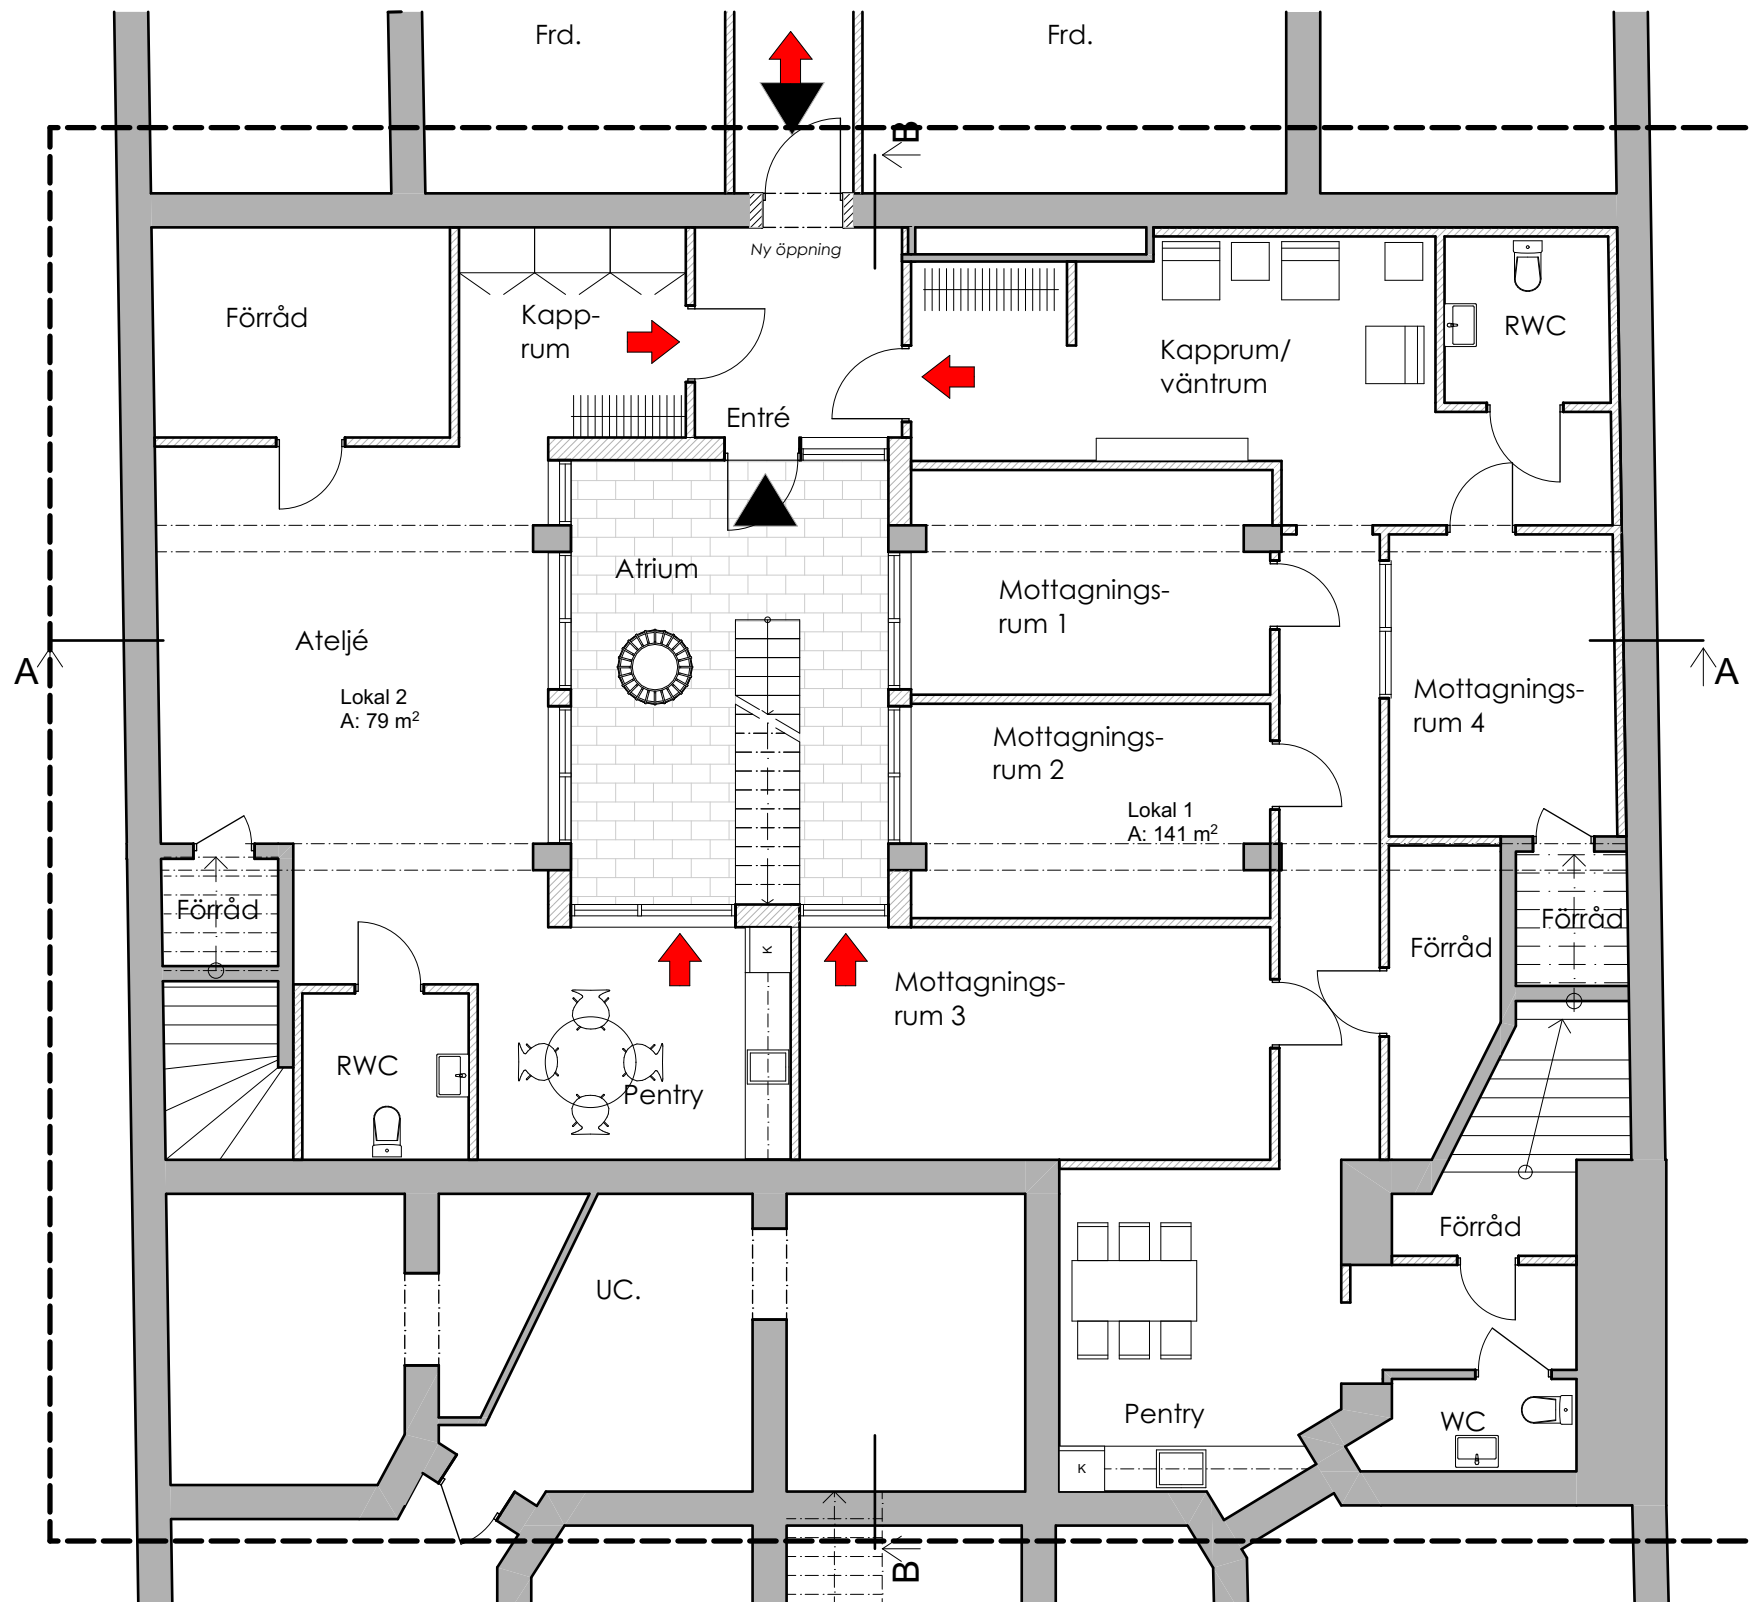 Frd.
Frd.
B
Ny öppning
Förråd
Kapp-
rum
Kapprum/
väntrum
RWC
Entré
Atrium
Mottagnings-
rum 1
Ateljé
A
A
Lokal 2
A: 79 m²
Mottagnings-
rum 4
Mottagnings-
rum 2
Lokal 1
A: 141 m²
Förråd
Förråd
Förråd
K
Mottagnings-
rum 3
RWC
Pentry
Förråd
UC.
Pentry
WC
K
B